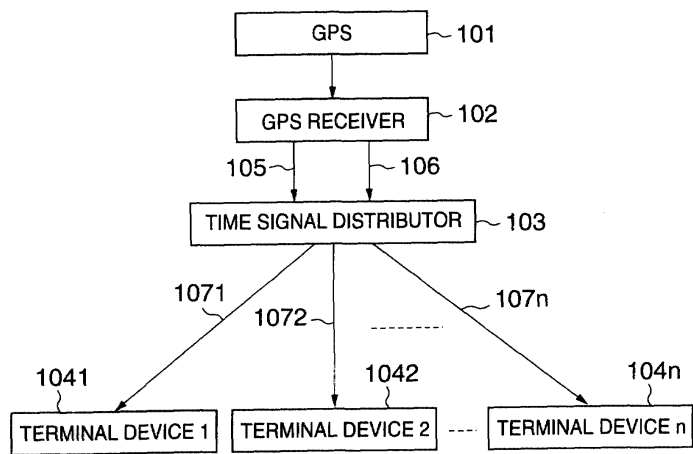 GPS
101
GPS RECEIVER
102
105
106
TIME SIGNAL DISTRIBUTOR
103
1071
1072
107n
1041
1042
104n
TERMINAL DEVICE 1
TERMINAL DEVICE 2
TERMINAL DEVICE n